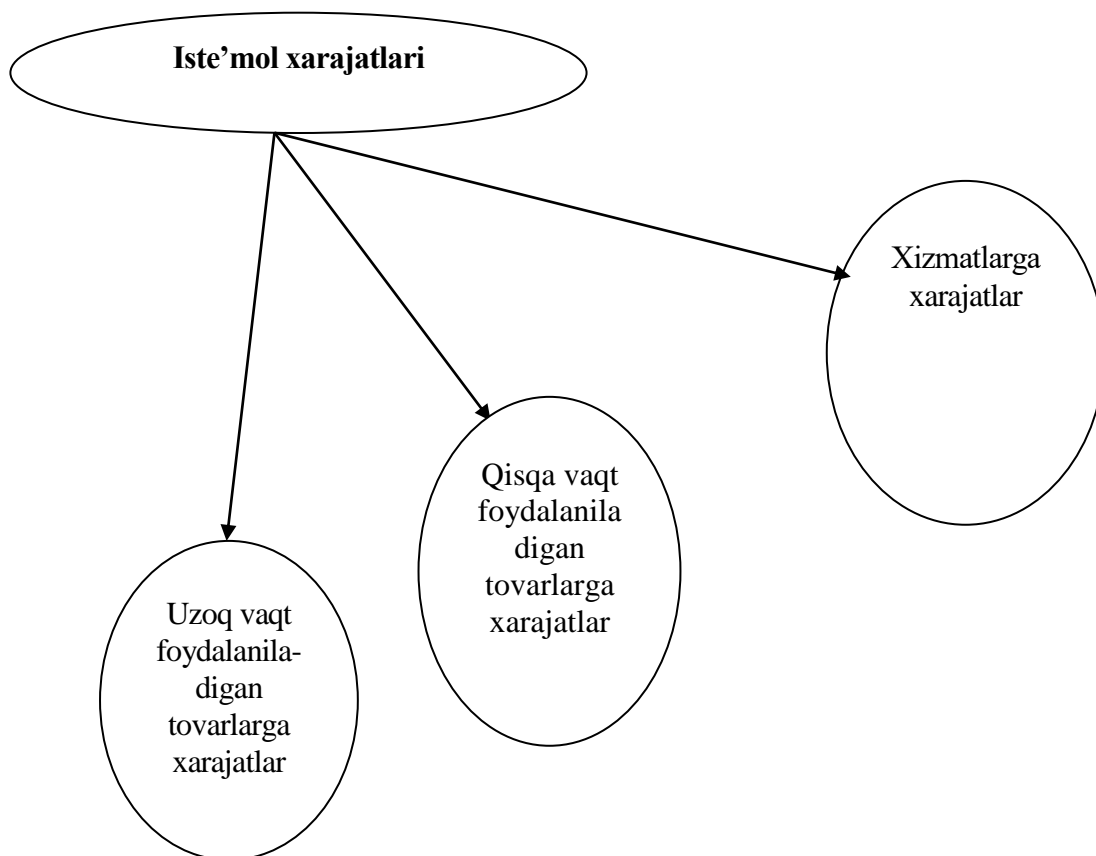 Iste’mol xarajatlari
Xizmatlarga
xarajatlar
Qisqa vaqt
foydalanila
digan
tovarlarga
xarajatlar
Uzoq vaqt
foydalanila-
digan
tovarlarga
xarajatlar